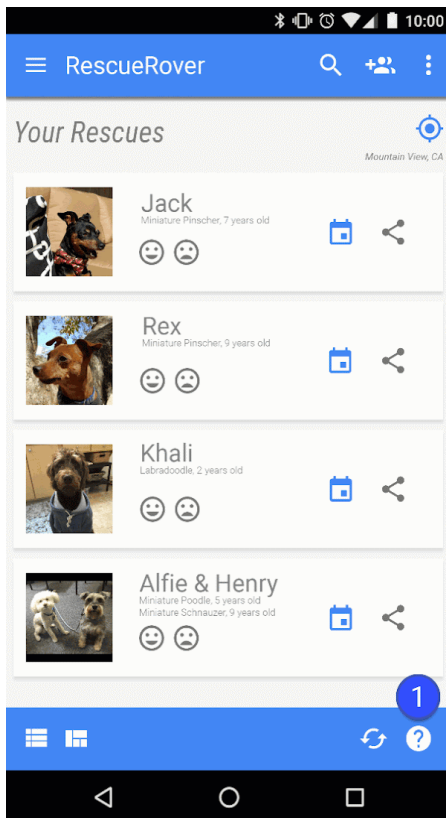 10:00
RescueRover
Your Rescues
Mountain View, CA
Jack
Miniature Pinscher, 7 years old
Rex
Miniature Pinscher, 9 years old
Khali
Labradoodle, 2 years old
Alfie & Henry
Miniature Poodle, 5 years old
Miniature Schnauzer, 9 years old
1
?